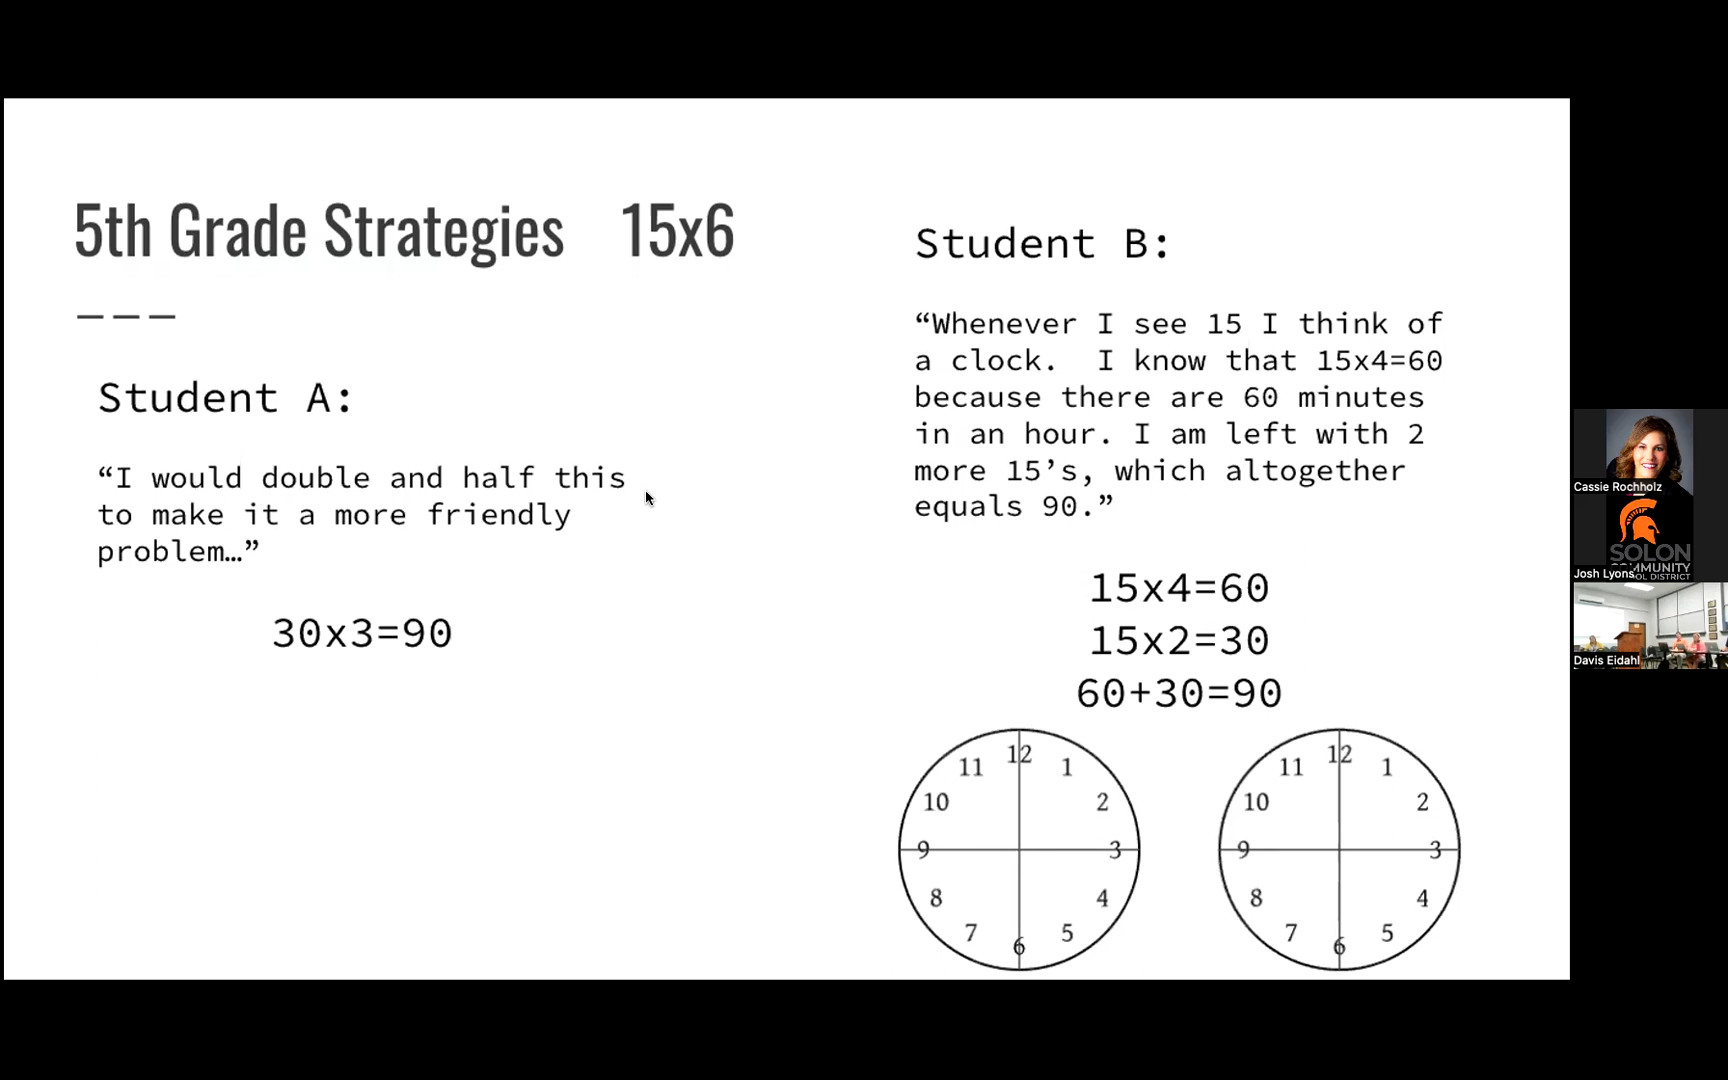 5th Grade Strategies 15x6
———
Student A:
“I would double and half this
to make it a more friendly
problem…”
30x3=90
Student B:
“Whenever I see 15 I think of
a clock.  I know that 15x4=60
because there are 60 minutes
in an hour. I am left with 2
more 15’s, which altogether
equals 90.”
15x4=60
15x2=30
60+30=90
12
11 1
10 2
9 3
8 4
7 5
6
12
11 1
10 2
9 3
8 4
7 5
6
Cassie Rochholz
SOLON
COMMUNITY
OL DISTRICT
Josh Lyons
Davis Eidahl